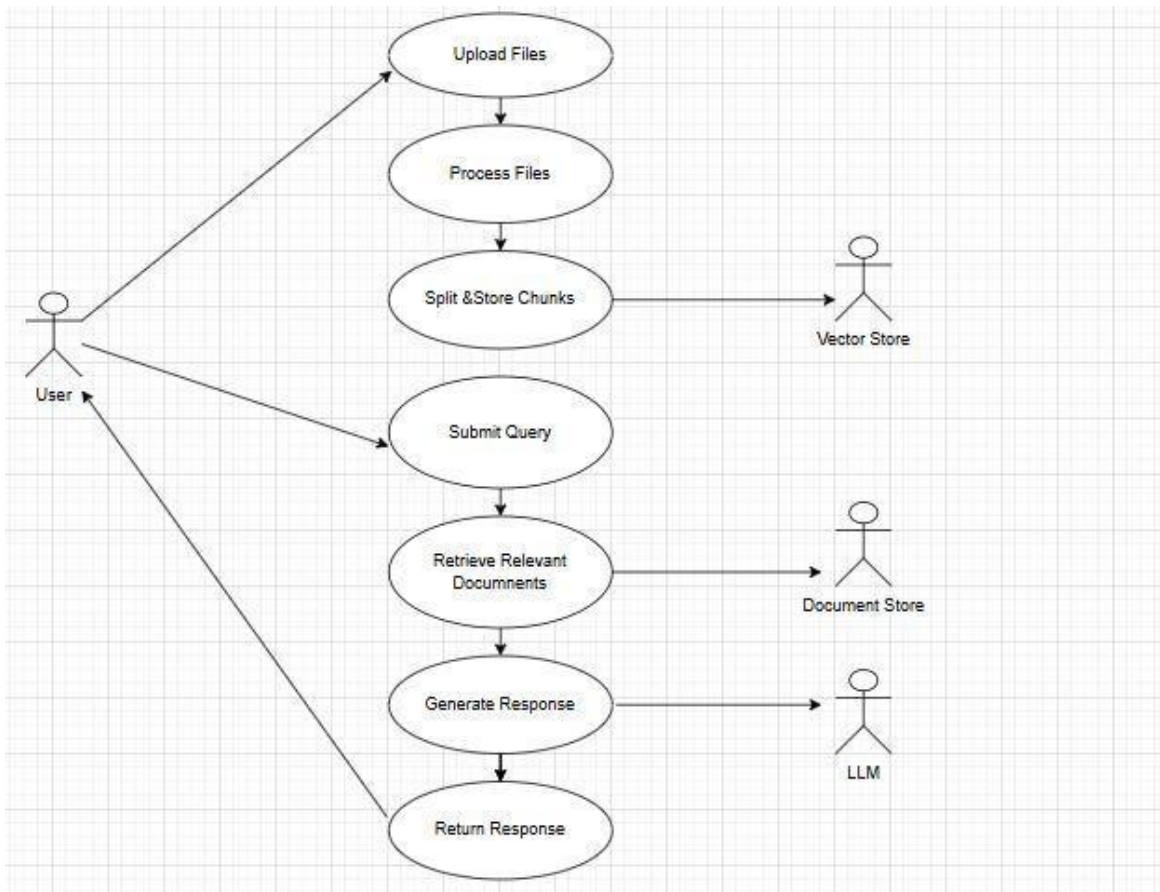 Upload Files
Process Files
Split &Store Chunks
Vector Store
User
Submit Query
Retrieve Relevant
Documnents
Document Store
Generate Response
LLM
Return Response